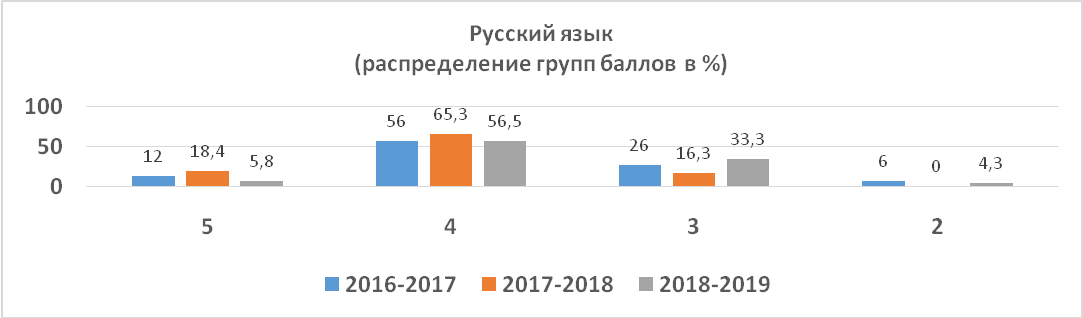 Русский язык
(распределение групп баллов в %)
100
50
0
12 18,4 5,8
56 65,3 56,5
26 16,3 33,3
6 0 4,3
5 4 3 2
2016-2017 2017-2018 2018-2019